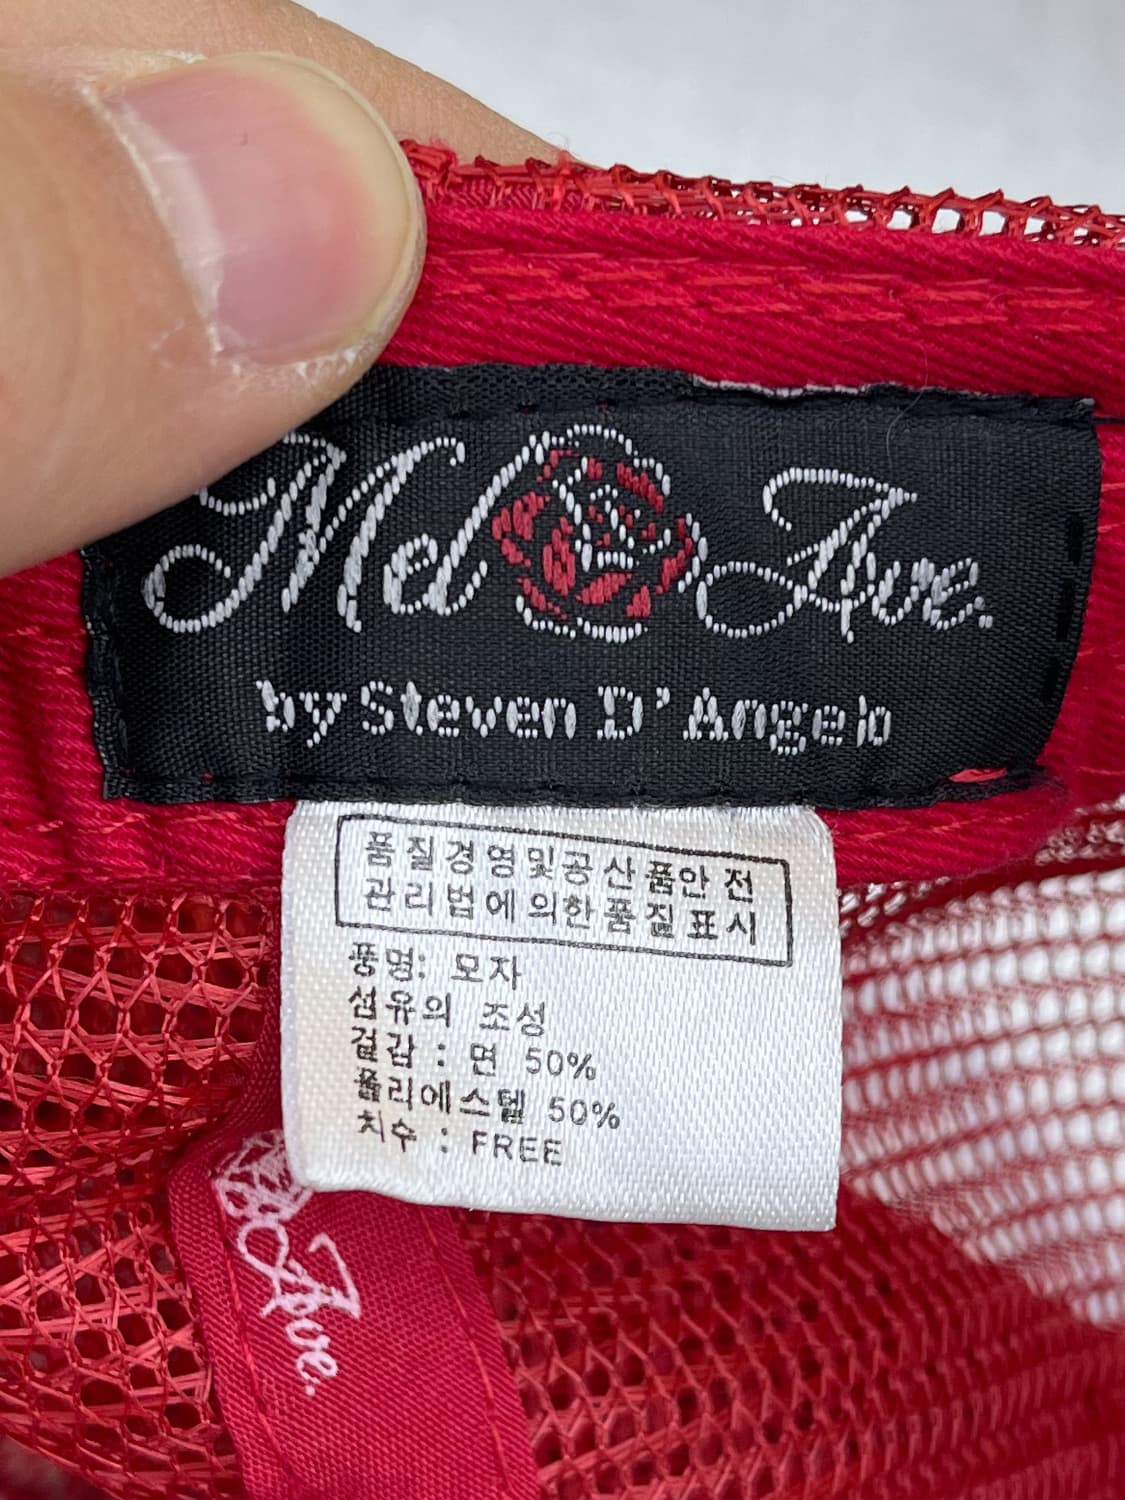 Mel Ave.
by Steven D'Angelo
품질경영및공산품안전
관리법에의한품질표시
품명: 모자
섬유의 조성
겉감 : 면 50%
폴리에스텔 50%
치수 : FREE
Ave.